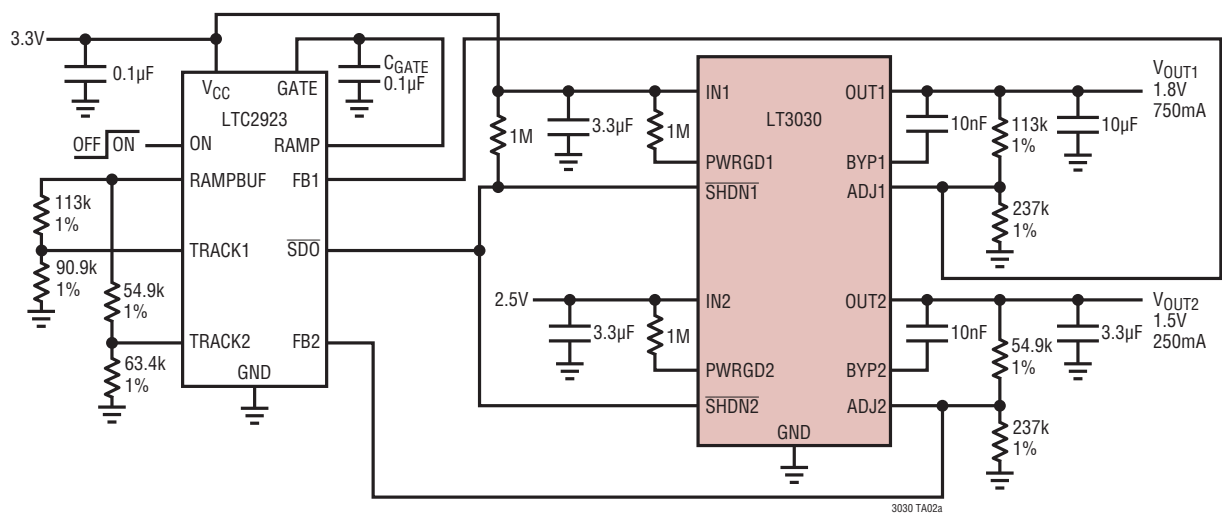 3.3V
0.1µF
VCC
GATE
CGATE
0.1µF
LTC2923
OFF ON
ON
RAMP
RAMPBUF
FB1
113k
1%
TRACK1
SDO
90.9k
1%
54.9k
1%
TRACK2
FB2
63.4k
1%
GND
1M
3.3µF
1M
IN1
OUT1
LT3030
PWRGD1
BYP1
SHDN1
ADJ1
10nF
113k
1%
10µF
VOUT1
1.8V
750mA
237k
1%
2.5V
3.3µF
1M
IN2
OUT2
PWRGD2
BYP2
SHDN2
ADJ2
GND
10nF
54.9k
1%
3.3µF
VOUT2
1.5V
250mA
237k
1%
3030 TA02a